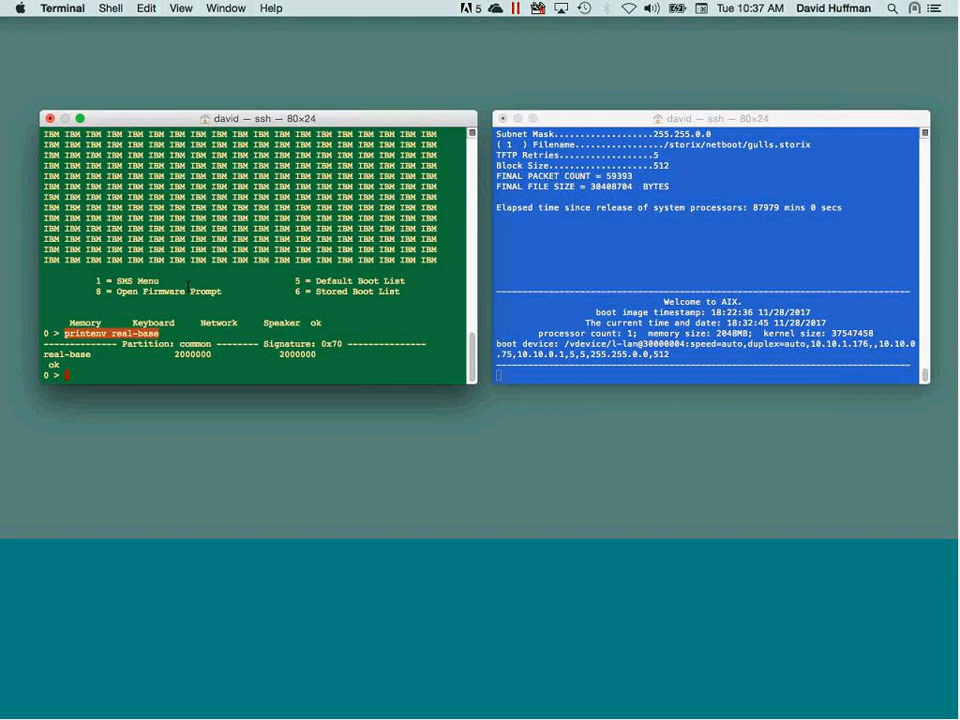 Terminal Shell Edit View Window Help 5 Tue 10:37 AM David Huffman
david — ssh — 80×24
IBM IBM IBM IBM IBM IBM IBM IBM IBM IBM IBM IBM IBM IBM IBM IBM IBM IBM IBM
IBM IBM IBM IBM IBM IBM IBM IBM IBM IBM IBM IBM IBM IBM IBM IBM IBM IBM IBM
IBM IBM IBM IBM IBM IBM IBM IBM IBM IBM IBM IBM IBM IBM IBM IBM IBM IBM IBM
IBM IBM IBM IBM IBM IBM IBM IBM IBM IBM IBM IBM IBM IBM IBM IBM IBM IBM IBM
IBM IBM IBM IBM IBM IBM IBM IBM IBM IBM IBM IBM IBM IBM IBM IBM IBM IBM IBM
IBM IBM IBM IBM IBM IBM IBM IBM IBM IBM IBM IBM IBM IBM IBM IBM IBM IBM IBM
IBM IBM IBM IBM IBM IBM IBM IBM IBM IBM IBM IBM IBM IBM IBM IBM IBM IBM IBM
IBM IBM IBM IBM IBM IBM IBM IBM IBM IBM IBM IBM IBM IBM IBM IBM IBM IBM IBM
IBM IBM IBM IBM IBM IBM IBM IBM IBM IBM IBM IBM IBM IBM IBM IBM IBM IBM IBM
IBM IBM IBM IBM IBM IBM IBM IBM IBM IBM IBM IBM IBM IBM IBM IBM IBM IBM IBM
IBM IBM IBM IBM IBM IBM IBM IBM IBM IBM IBM IBM IBM IBM IBM IBM IBM IBM IBM
IBM IBM IBM IBM IBM IBM IBM IBM IBM IBM IBM IBM IBM IBM IBM IBM IBM IBM IBM
IBM IBM IBM IBM IBM IBM IBM IBM IBM IBM IBM IBM IBM IBM IBM IBM IBM IBM IBM
1 = SMS Menu 5 = Default Boot List
8 = Open Firmware Prompt 6 = Stored Boot List
Memory Keyboard Network Speaker ok
0 > printenv real-base
-------------- Partition: common -------- Signature: 0x70 ---------------
real-base 2000000 2000000
ok
0 >
david — ssh — 80×24
Subnet Mask...................255.255.0.0
( 1 ) Filename................./storix/netboot/gulls.storix
TFTP Retries..................5
Block Size....................512
FINAL PACKET COUNT = 59393
FINAL FILE SIZE = 30408704 BYTES
Elapsed time since release of system processors: 87979 mins 0 secs
-------------------------------------------------------------------------------
Welcome to AIX.
boot image timestamp: 18:22:36 11/28/2017
The current time and date: 18:32:45 11/28/2017
processor count: 1; memory size: 2048MB; kernel size: 37547458
boot device: /vdevice/l-lan@30000004:speed=auto,duplex=auto,10.10.1.176,,10.10.0
.75,10.10.0.1,5,5,255.255.0.0,512
-------------------------------------------------------------------------------